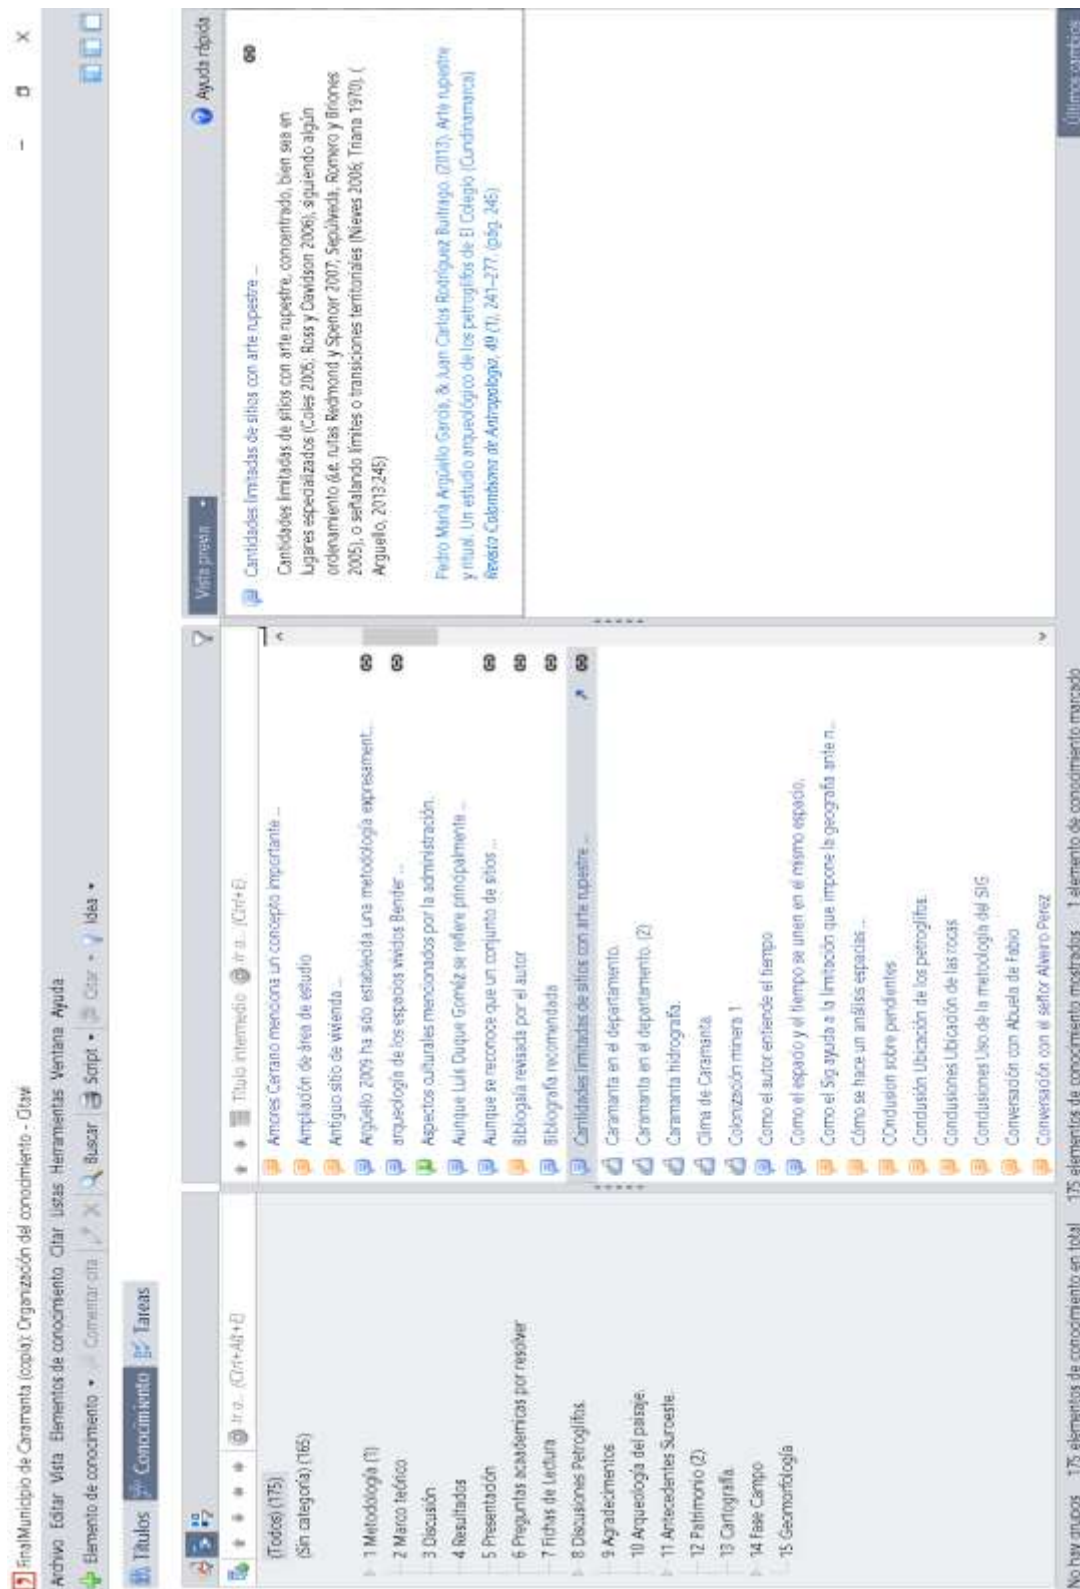 Final Municipio de Caramanta (copia): Organización del conocimiento - Citavi
Archivo Editar Vista Elementos de conocimiento Citar Listas Herramientas Ventana Ayuda
Elemento de conocimiento Comentar cita Buscar Script Citar Idea
Títulos Conocimiento Tareas
Ir a... (Ctrl+Alt+E)
(Todos) (175)
(Sin categoría) (165)
1 Metodología (1)
2 Marco teórico
3 Discusión
4 Resultados
5 Presentación
6 Preguntas acaademicas por resolver
7 Fichas de Lectura
8 Discusiones Petroglifos.
9 Agradecimentos
10 Arqueología del paisaje.
11 Antecedentes Suroeste.
12 Patrimonio (2)
13 Cartografía.
14 Fase Campo
15 Geomorfología
Título intermedio Ir a... (Ctrl+E)
Amores Cerrano menciona un concepto importante ...
Ampliación de área de estudio
Antiguo sitio de vivienda ...
Argüello 2009 ha sido establecida una metodología expresament...
arqueología de los espacios vividos Bender ...
Aspectos culturales mencionados por la administración.
Aunque Luis Duque Goméz se refiere principalmente ...
Aunque se reconoce que un conjunto de sitios ...
Bibliogaía revisada por el autor
Bibliografía recomendada
Cantidades limitadas de sitios con arte rupestre ...
Caramanta en el departamento.
Caramanta en el departamento. (2)
Caramanta hidrografía.
Clima de Caramanta.
Colonización minera 1
Como el autor entiende el tiempo
Como el espacio y el tiempo se unen en el mismo espacio.
Como el Sig ayuda a la limitación que impone la geografía ante n...
Cómo se hace un análisis espacias ...
COnclusion sobre pendientes
Conclusión Ubicación de los petroglifos.
Conclusiones Ubicación de las rocas
Conclusiones Uso de la metodología del SIG
Conversación con Abuela de Fabio
Conversación con el señor Alveiro Perez
Vista previa Ayuda rápida
Cantidades limitadas de sitios con arte rupestre ...
Cantidades limitadas de sitios con arte rupestre, concentrado, bien sea en
lugares especializados (Coles 2005; Ross y Davidson 2006), siguiendo algún
ordenamiento (i.e. rutas Redmond y Spencer 2007; Sepúlveda, Romero y Briones
2005), o señalando límites o transiciones territoriales (Nieves 2006; Triana 1970). (
Arguello, 2013:245)
Pedro María Argüello García, & Juan Carlos Rodríguez Buitrago. (2013). Arte rupestre
y ritual. Un estudio arqueológico de los petroglifos de El Colegio (Cundinamarca)
Revista Colombiana de Antropología, 49 (1), 241–277. (pág. 245)
No hay grupos 175 elementos de conocimiento en total 175 elementos de conocimiento mostrados 1 elemento de conocimiento marcado Últimos cambios